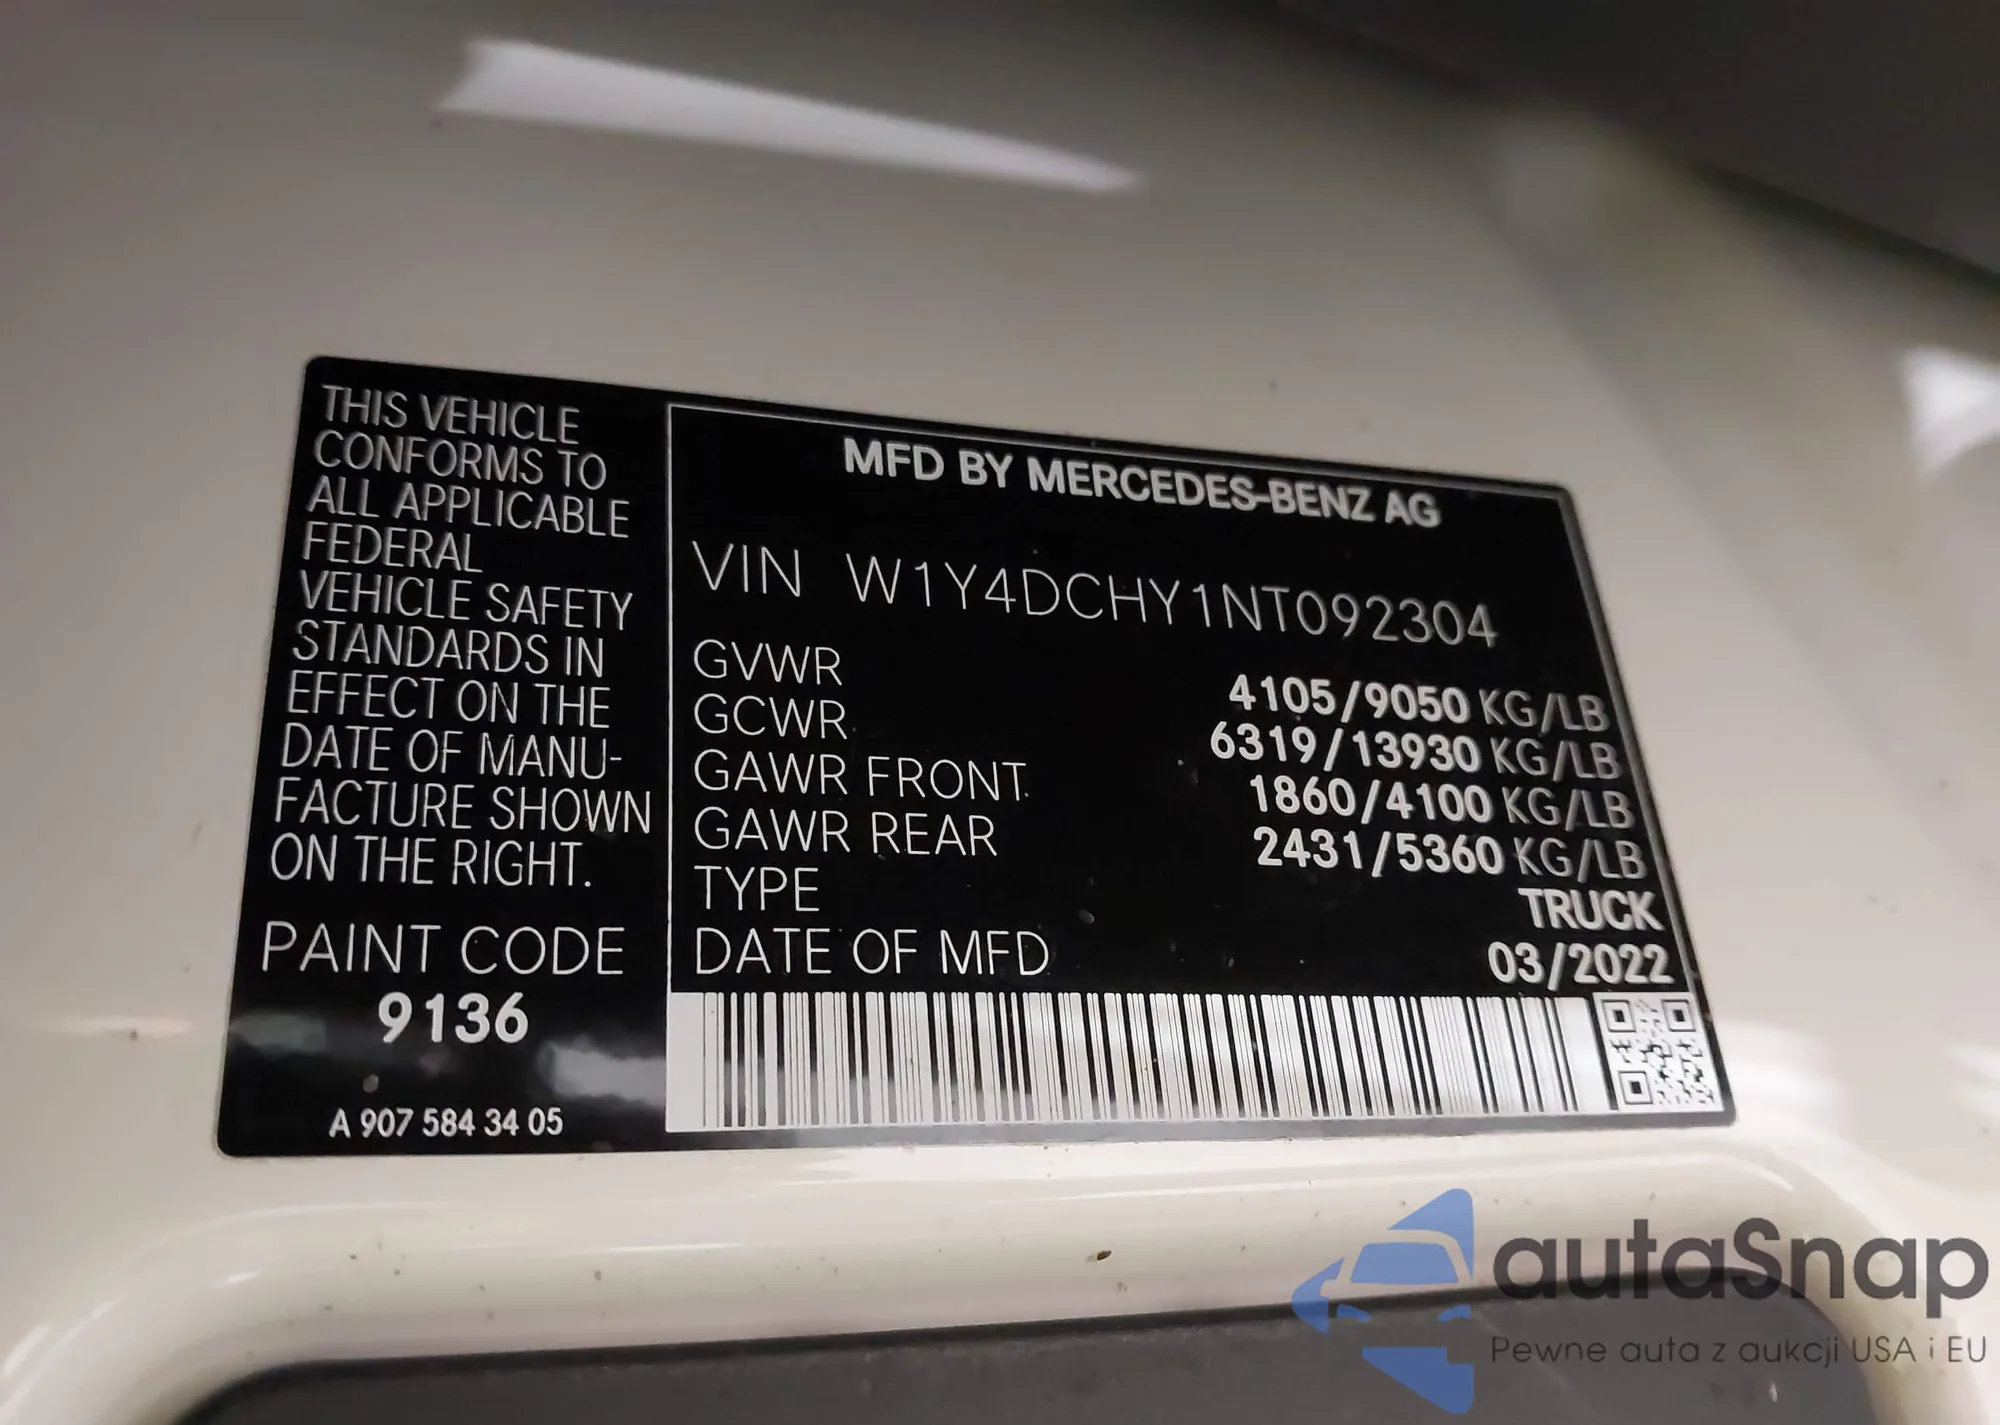 THIS VEHICLE
CONFORMS TO
ALL APPLICABLE
FEDERAL
VEHICLE SAFETY
STANDARDS IN
EFFECT ON THE
DATE OF MANU-
FACTURE SHOWN
ON THE RIGHT.
PAINT CODE
9136
A 907 584 34 05
MFD BY MERCEDES-BENZ AG
VIN W1Y4DCHY1NT092304
GVWR 4105/9050 KG/LB
GCWR 6319/13930 KG/LB
GAWR FRONT 1860/4100 KG/LB
GAWR REAR 2431/5360 KG/LB
TYPE TRUCK
DATE OF MFD 03/2022
autaSnap
Pewne auta z aukcji USA i EU